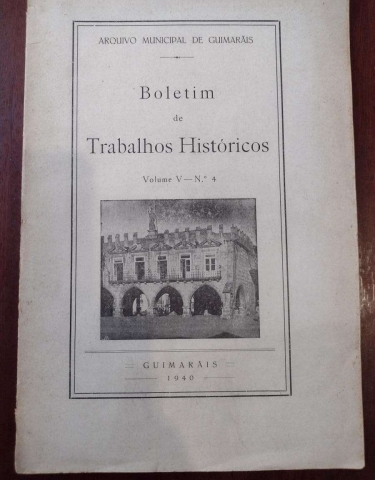 ARQUIVO MUNICIPAL DE GUIMARÃIS
Boletim
de
Trabalhos Históricos
Volume V — N.º 4
GUIMARÃIS
1940